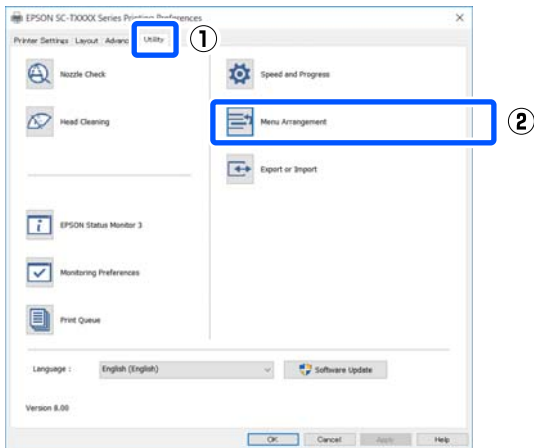 EPSON SC-TXXXX Series Printing Preferences
Printer Settings Layout Advanc Utility
①
Nozzle Check
Speed and Progress
Head Cleaning
Menu Arrangement
②
Export or Import
EPSON Status Monitor 3
Monitoring Preferences
Print Queue
Language : English (English) Software Update
Version 8.00
OK Cancel Apply Help